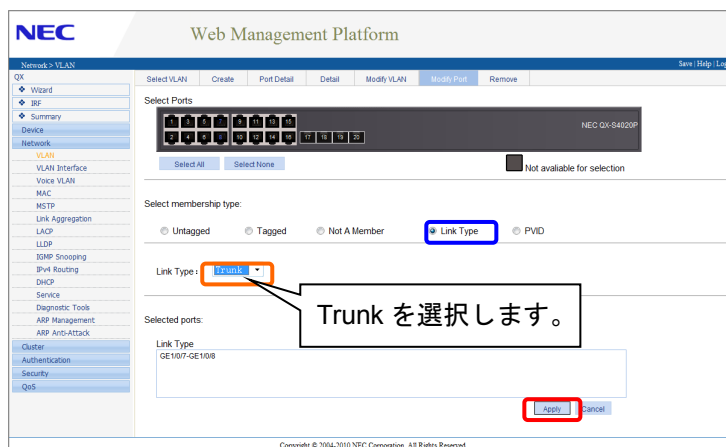 NEC
Web Management Platform
Network > VLAN
Save | Help | Log
QX
Wizard
IRF
Summary
Device
Network
VLAN
VLAN Interface
Voice VLAN
MAC
MSTP
Link Aggregation
LACP
LLDP
IGMP Snooping
IPv4 Routing
DHCP
Service
Diagnostic Tools
ARP Management
ARP Anti-Attack
Cluster
Authentication
Security
QoS
Select VLAN Create Port Detail Detail Modify VLAN Modify Port Remove
Select Ports
1 3 5 7 9 11 13 15
2 4 6 8 10 12 14 16 17 18 19 20
NEC QX-S4020P
Select All Select None
Not avaliable for selection
Select membership type:
Untagged Tagged Not A Member Link Type PVID
Link Type: Trunk
Trunk を選択します。
Selected ports:
Link Type
GE1/0/7-GE1/0/8
Apply Cancel
Copyright © 2004-2010 NEC Corporation. All Rights Reserved.